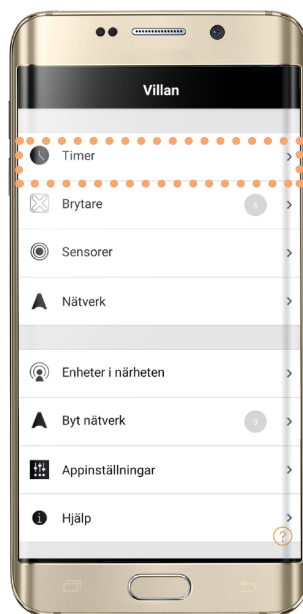 Villan
Timer
Brytare 6
Sensorer
Nätverk
Enheter i närheten
Byt nätverk 9
Appinställningar
Hjälp
?